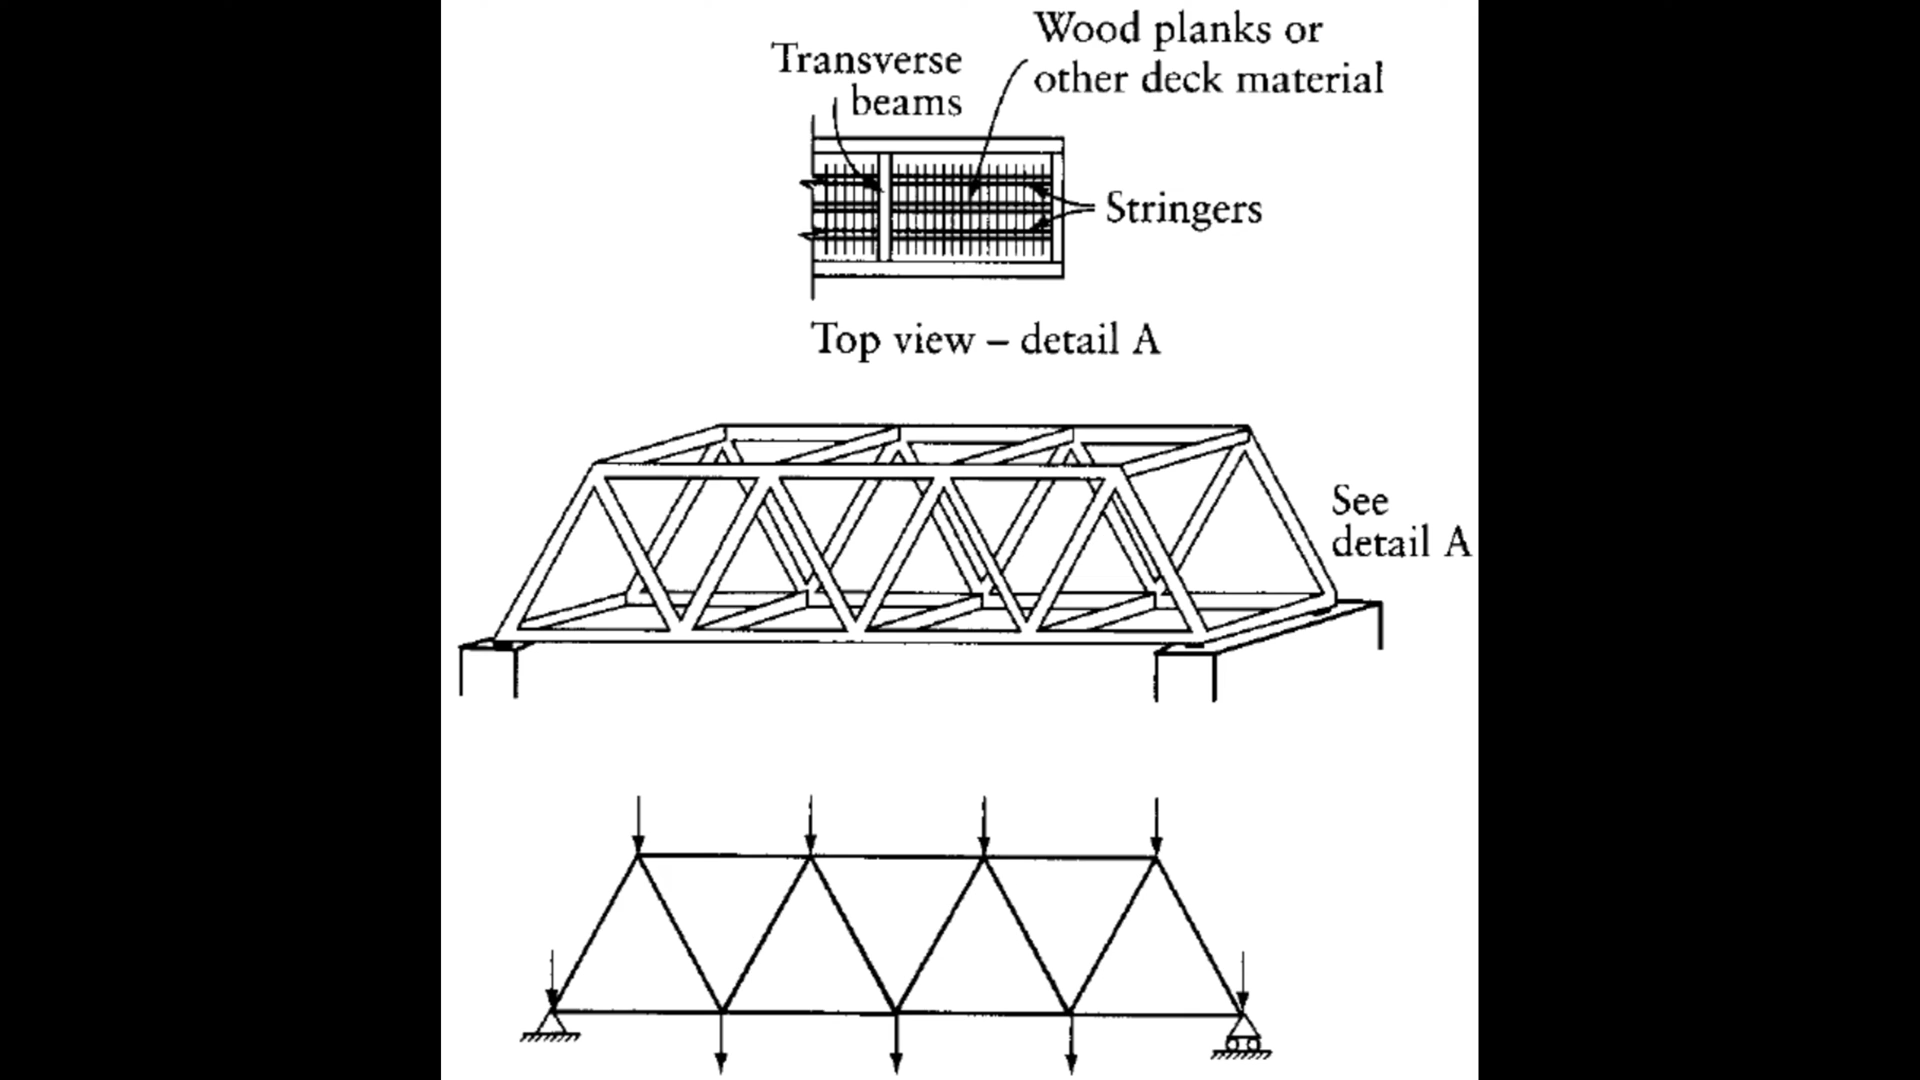 Wood planks or
other deck material
Transverse
beams
Stringers
Top view – detail A
See
detail A